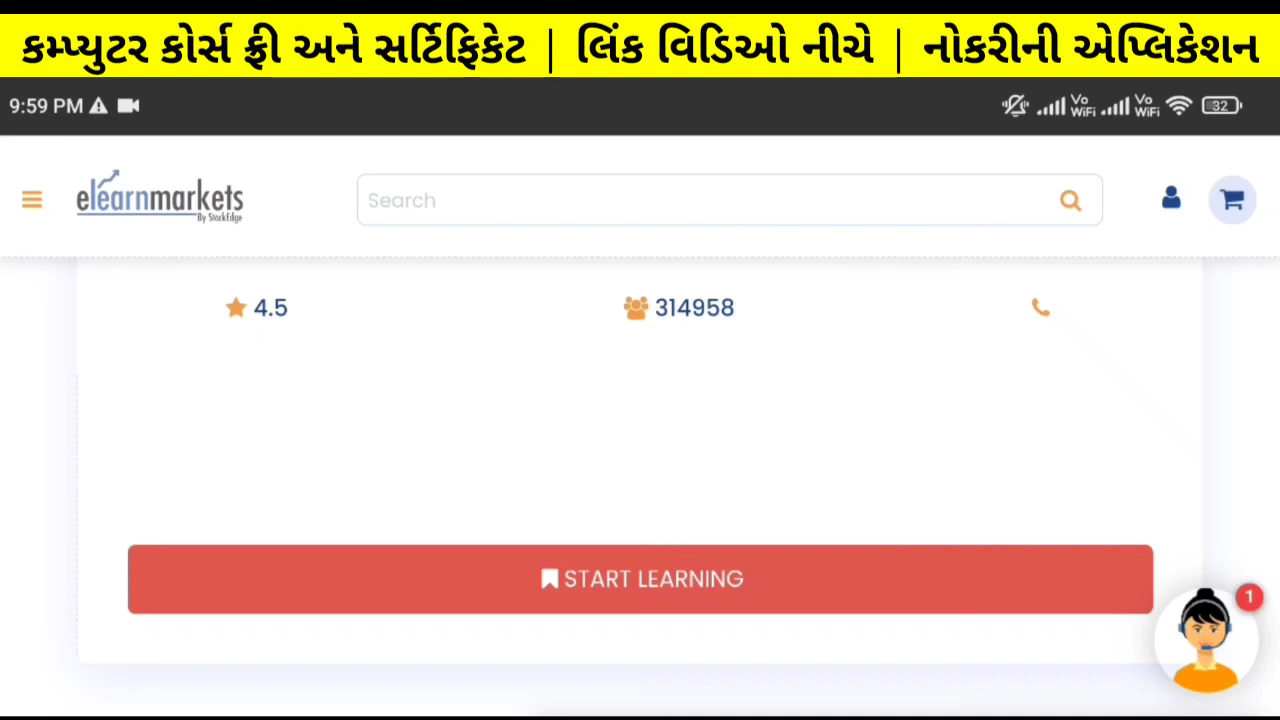 કમ્પ્યુટર કોર્સ ફ્રી અને સર્ટિફિકેટ | લિંક વિડિઓ નીચે | નોકરીની એપ્લિકેશન
9:59 PM Vo WiFi Vo WiFi 32
elearnmarkets
By StockEdge
Search
4.5 314958
START LEARNING
1